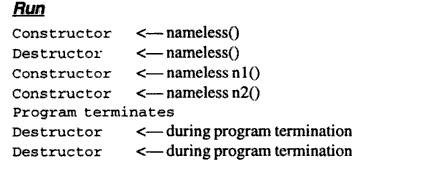 Run
Constructor <— nameless()
Destructor <— nameless()
Constructor <— nameless n1()
Constructor <— nameless n2()
Program terminates
Destructor <— during program termination
Destructor <— during program termination